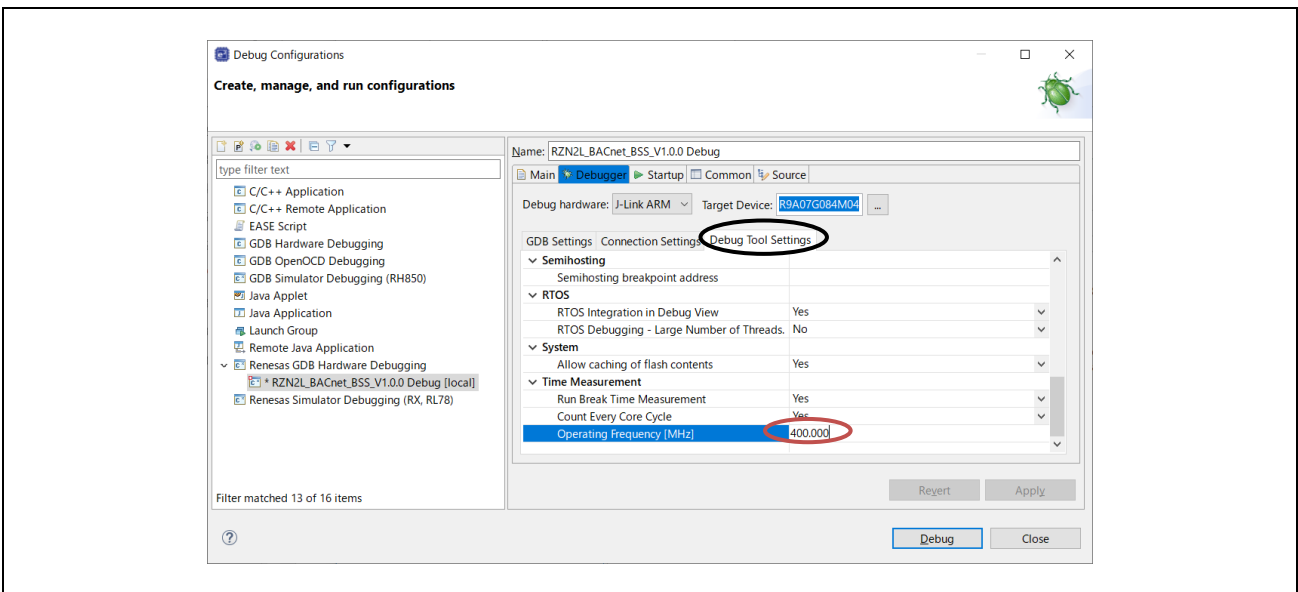 Debug Configurations
Create, manage, and run configurations
type filter text
C/C++ Application
C/C++ Remote Application
EASE Script
GDB Hardware Debugging
GDB OpenOCD Debugging
GDB Simulator Debugging (RH850)
Java Applet
Java Application
Launch Group
Remote Java Application
Renesas GDB Hardware Debugging
* RZN2L_BACnet_BSS_V1.0.0 Debug [local]
Renesas Simulator Debugging (RX, RL78)
Filter matched 13 of 16 items
Name: RZN2L_BACnet_BSS_V1.0.0 Debug
Main Debugger Startup Common Source
Debug hardware: J-Link ARM Target Device: R9A07G084M04 ...
GDB Settings Connection Settings Debug Tool Settings
Semihosting
Semihosting breakpoint address
RTOS
RTOS Integration in Debug View Yes
RTOS Debugging - Large Number of Threads. No
System
Allow caching of flash contents Yes
Time Measurement
Run Break Time Measurement Yes
Count Every Core Cycle Yes
Operating Frequency [MHz] 400.000
Revert Apply
? Debug Close